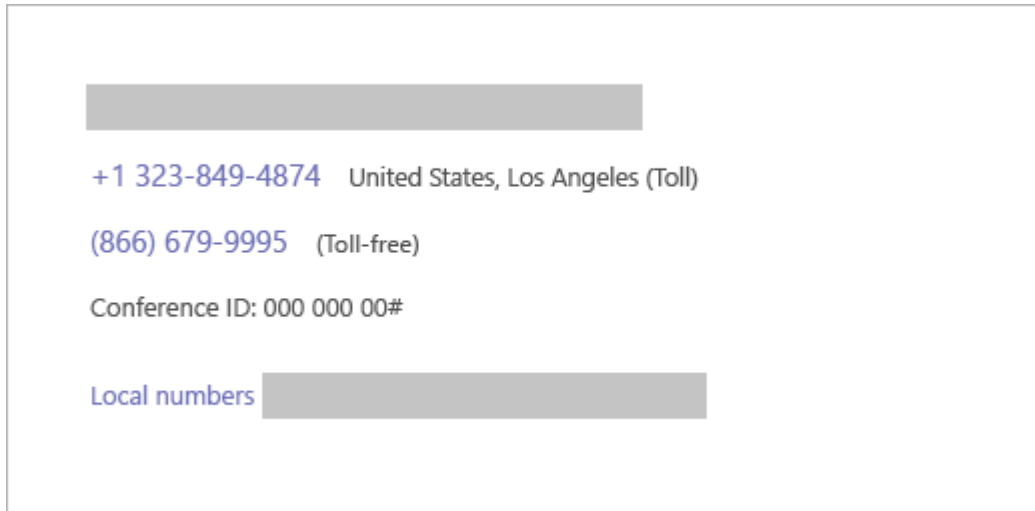 +1 323-849-4874 United States, Los Angeles (Toll)
(866) 679-9995 (Toll-free)
Conference ID: 000 000 00#
Local numbers